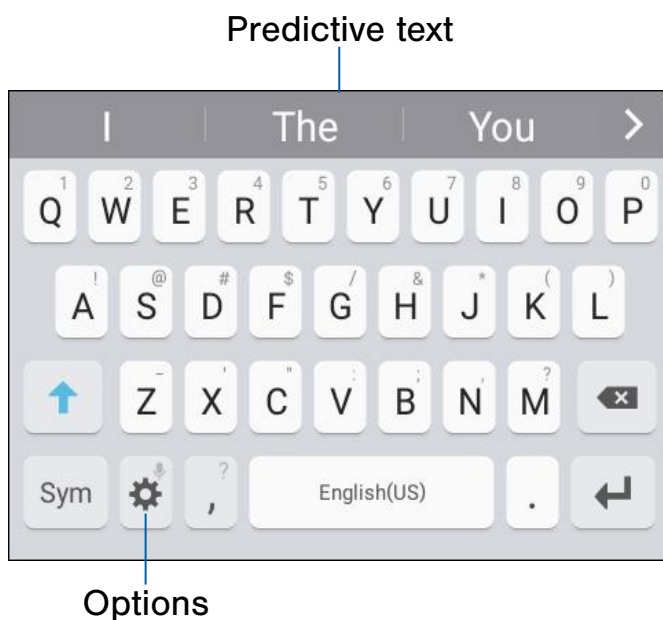 Predictive text
I The You >
1 2 3 4 5 6 7 8 9 0
Q W E R T Y U I O P
! @ # $ / & * ( )
A S D F G H J K L
- ' " : ; , ?
Z X C V B N M
?
Sym , English(US) .
Options